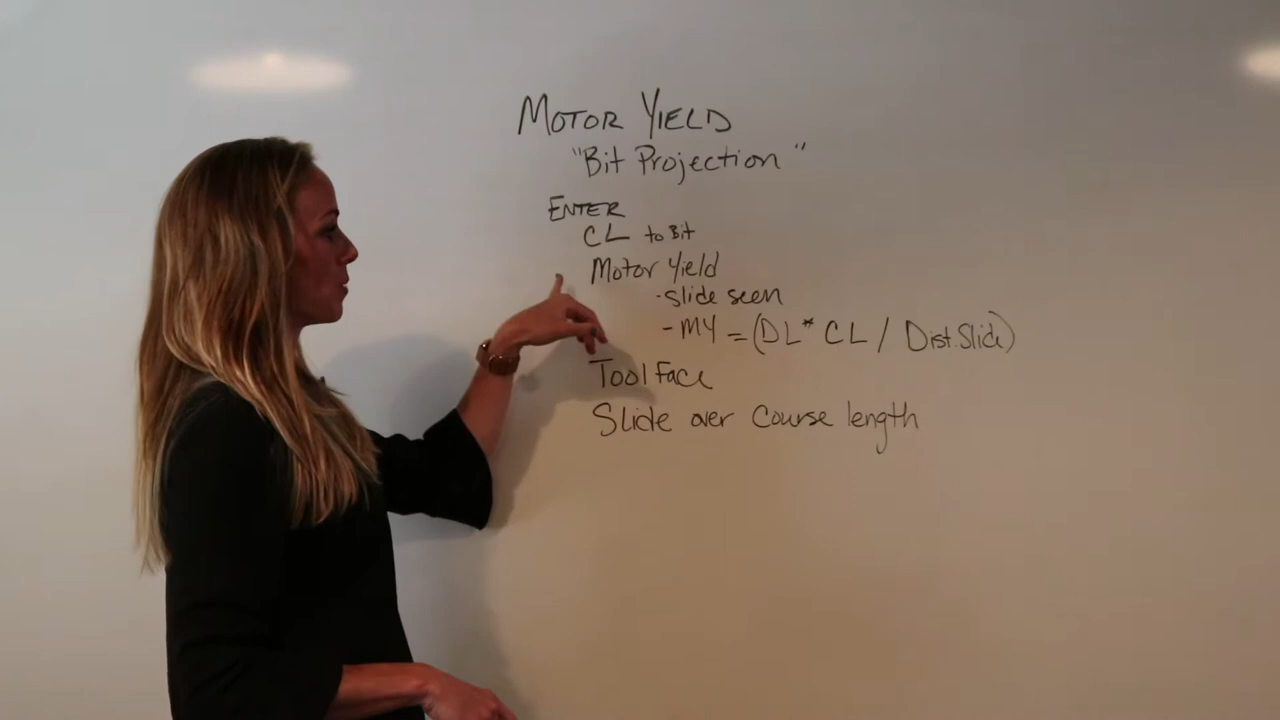 MOTOR YIELD
"Bit Projection"
ENTER
CL to Bit
Motor Yield
-slide seen
- MY = (DL * CL / Dist. Slide)
Tool Face
Slide over Course length